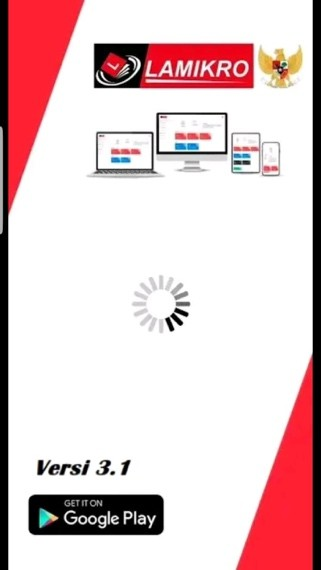 LAMIKRO
Versi 3.1
GET IT ON
Google Play